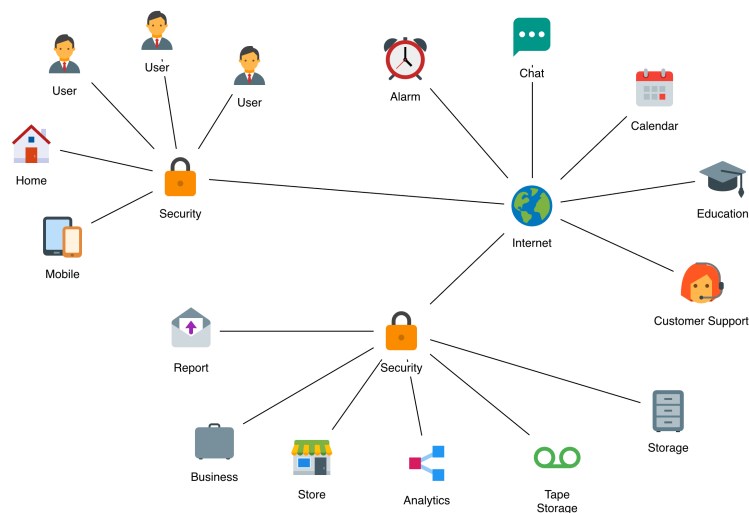 User
User
User
Alarm
Chat
Calendar
Home
Security
Education
Mobile
Internet
Customer Support
Report
Security
Business
Store
Analytics
Tape
Storage
Storage